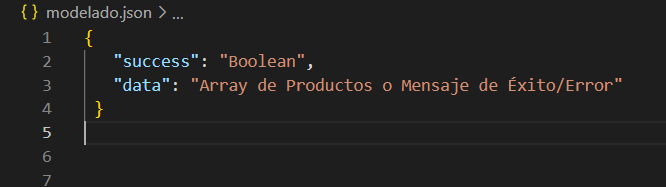 { } modelado.json > ...
1 {
2 "success": "Boolean",
3 "data": "Array de Productos o Mensaje de Éxito/Error"
4 }
5
6
7